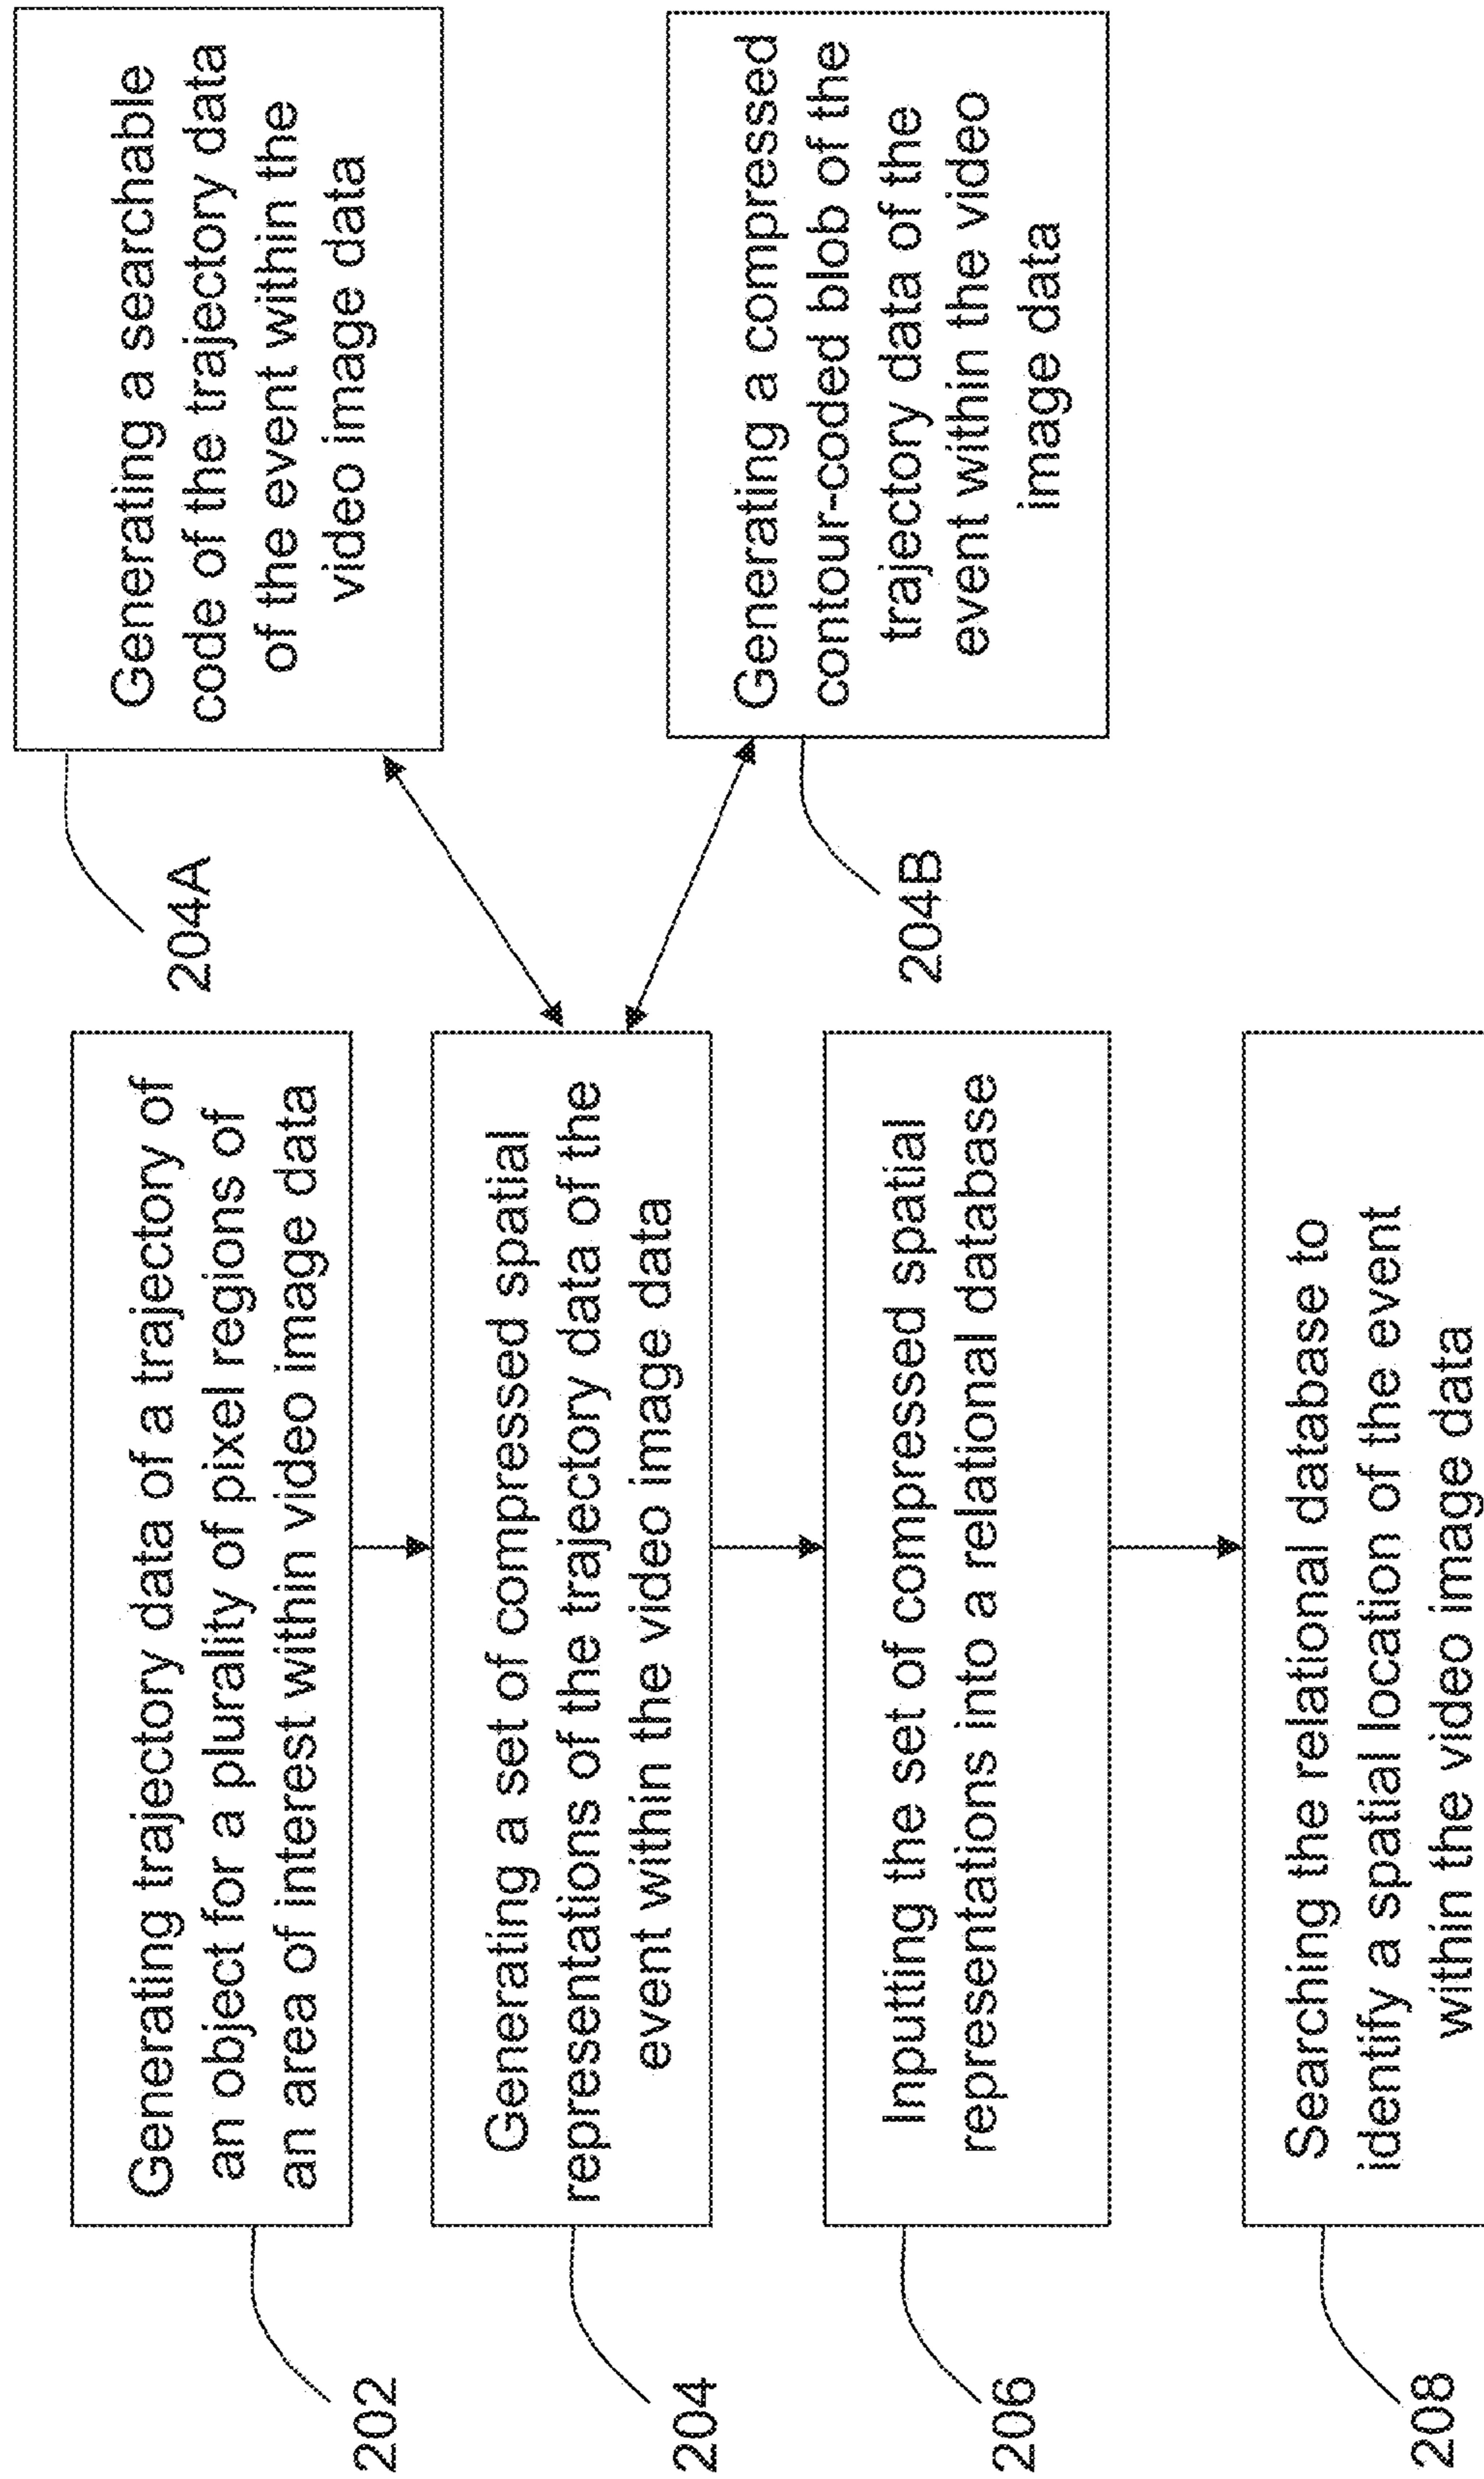 202
Generating trajectory data of a trajectory of
an object for a plurality of pixel regions of
an area of interest within video image data
204
Generating a set of compressed spatial
representations of the trajectory data of the
event within the video image data
204A
Generating a searchable
code of the trajectory data
of the event within the
video image data
204B
Generating a compressed
contour-coded blob of the
trajectory data of the
event within the video
image data
206
Inputting the set of compressed spatial
representations into a relational database
208
Searching the relational database to
identify a spatial location of the event
within the video image data